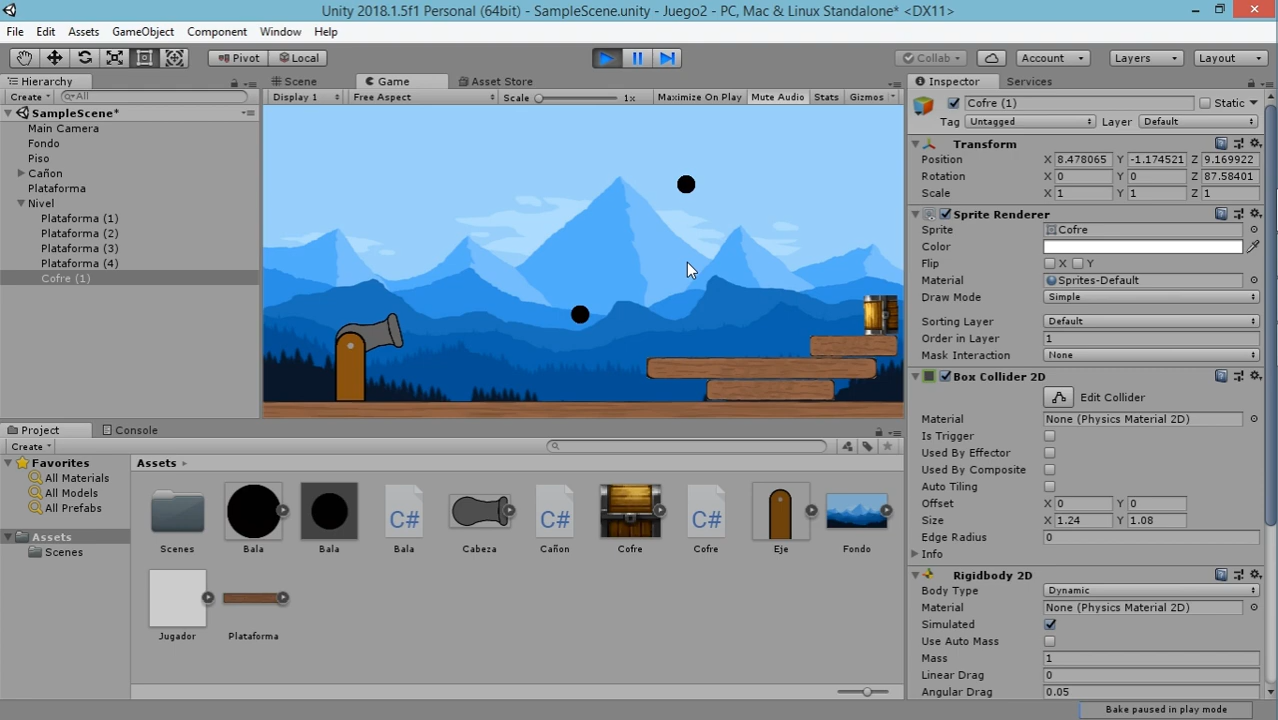 Unity 2018.1.5f1 Personal (64bit) - SampleScene.unity - Juego2 - PC, Mac & Linux Standalone* <DX11>
File Edit Assets GameObject Component Window Help
Pivot Local Collab Account Layers Layout
Hierarchy
Create All
SampleScene*
Main Camera
Fondo
Piso
Cañon
Plataforma
Nivel
Plataforma (1)
Plataforma (2)
Plataforma (3)
Plataforma (4)
Cofre (1)
Scene Game Asset Store
Display 1 Free Aspect Scale 1x Maximize On Play Mute Audio Stats Gizmos
Inspector Services
Cofre (1) Static
Tag Untagged Layer Default
Transform
Position X 8.478065 Y -1.174521 Z 9.169922
Rotation X 0 Y 0 Z 87.58401
Scale X 1 Y 1 Z 1
Sprite Renderer
Sprite Cofre
Color
Flip X Y
Material Sprites-Default
Draw Mode Simple
Sorting Layer Default
Order in Layer 1
Mask Interaction None
Box Collider 2D
Edit Collider
Material None (Physics Material 2D)
Is Trigger
Used By Effector
Used By Composite
Auto Tiling
Offset X 0 Y 0
Size X 1.24 Y 1.08
Edge Radius 0
Info
Rigidbody 2D
Body Type Dynamic
Material None (Physics Material 2D)
Simulated
Use Auto Mass
Mass 1
Linear Drag 0
Angular Drag 0.05
Bake paused in play mode
Project Console
Create
Favorites
All Materials
All Models
All Prefabs
Assets
Scenes
Assets
C# C# C#
Scenes Bala Bala Bala Cabeza Cañon Cofre Cofre Eje Fondo
Jugador Plataforma